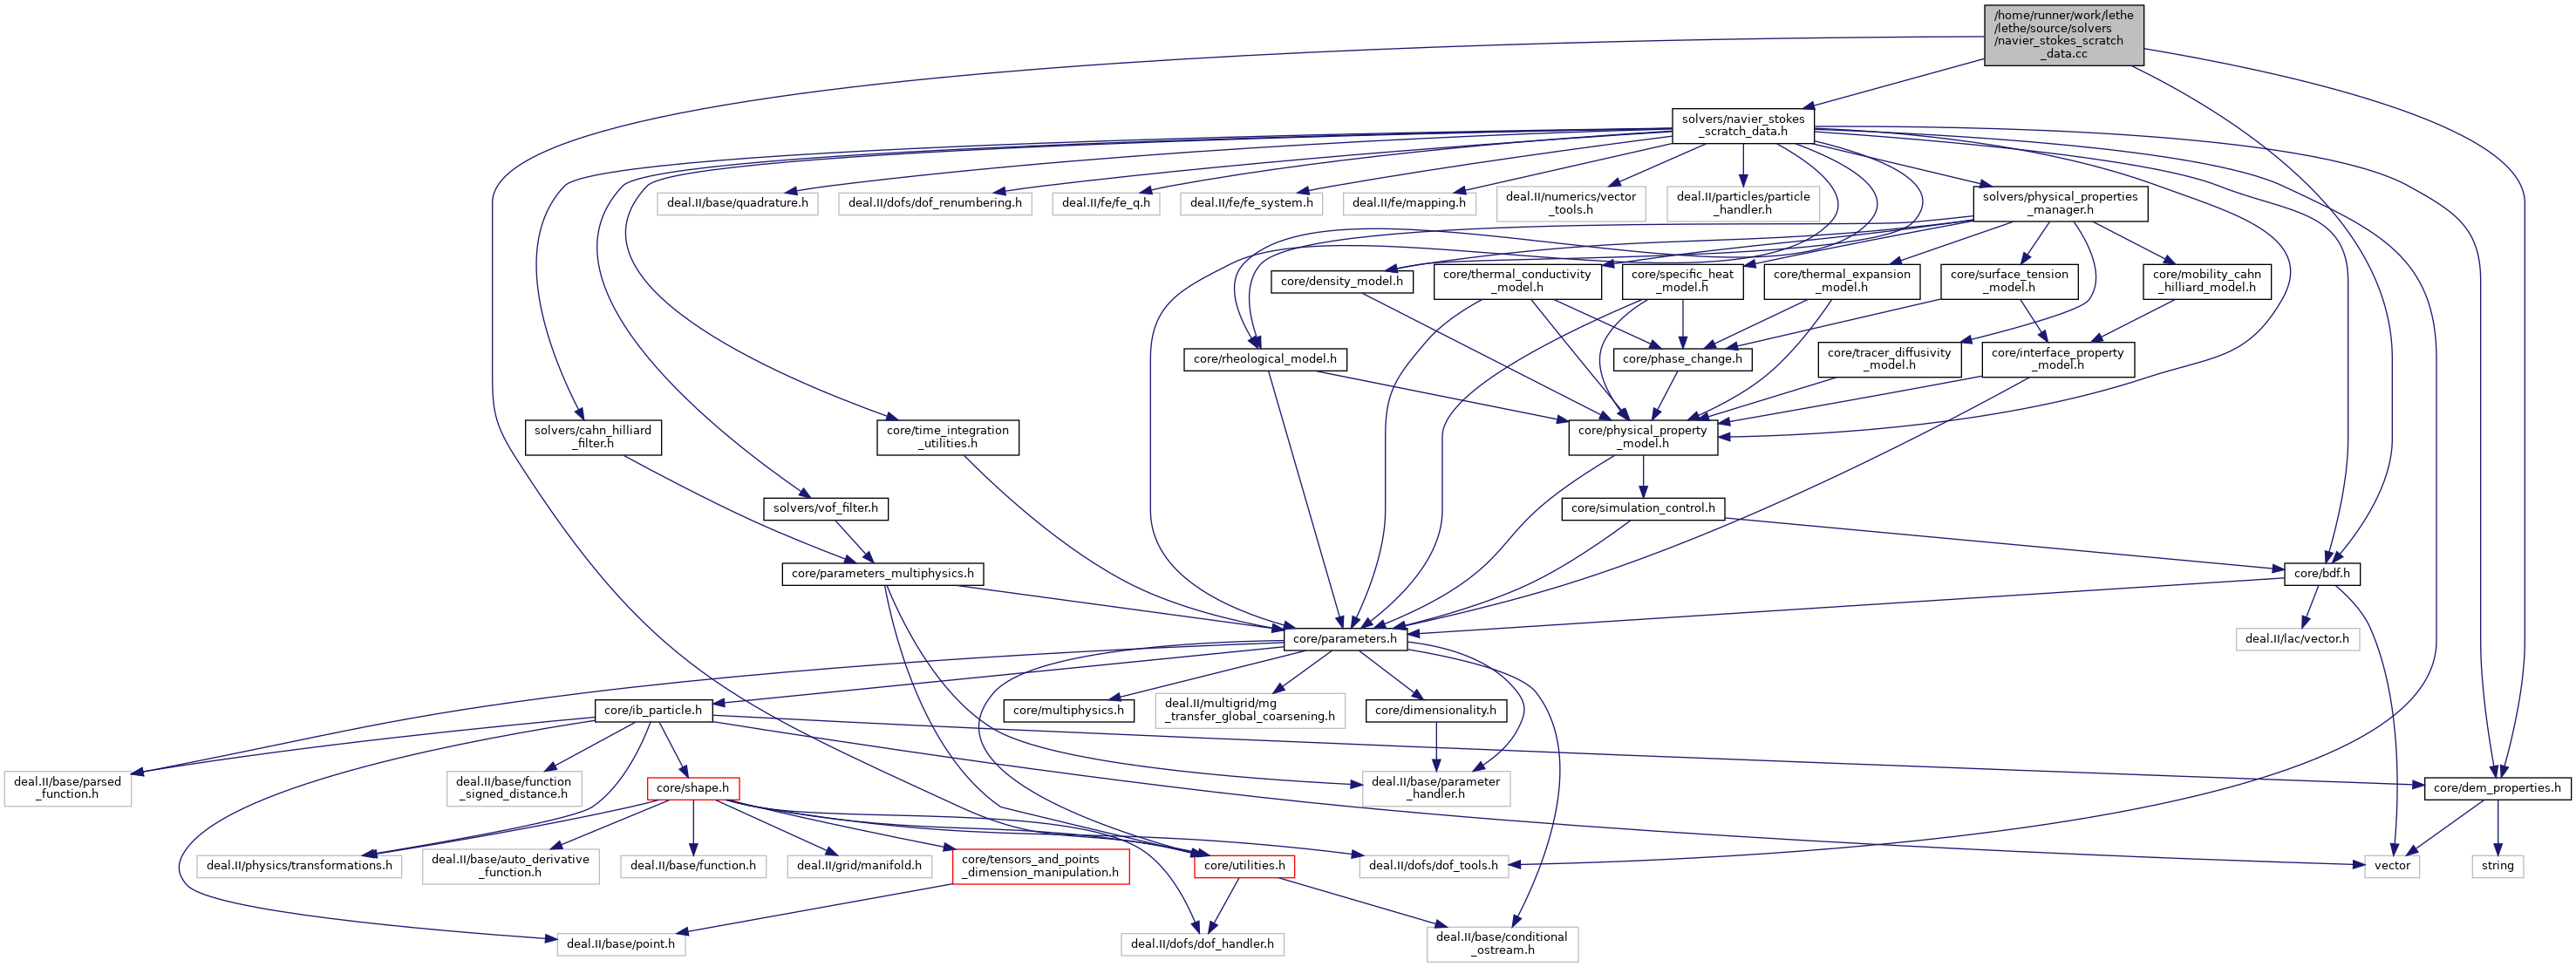 /home/runner/work/lethe
/lethe/source/solvers
/navier_stokes_scratch
_data.cc
solvers/navier_stokes
_scratch_data.h
deal.II/base/quadrature.h
deal.II/dofs/dof_renumbering.h
deal.II/fe/fe_q.h
deal.II/fe/fe_system.h
deal.II/fe/mapping.h
deal.II/numerics/vector
_tools.h
deal.II/particles/particle
_handler.h
solvers/physical_properties
_manager.h
core/density_model.h
core/thermal_conductivity
_model.h
core/specific_heat
_model.h
core/thermal_expansion
_model.h
core/surface_tension
_model.h
core/mobility_cahn
_hilliard_model.h
core/rheological_model.h
core/phase_change.h
core/tracer_diffusivity
_model.h
core/interface_property
_model.h
solvers/cahn_hilliard
_filter.h
core/time_integration
_utilities.h
core/physical_property
_model.h
solvers/vof_filter.h
core/simulation_control.h
core/parameters_multiphysics.h
core/bdf.h
core/parameters.h
deal.II/lac/vector.h
core/ib_particle.h
core/multiphysics.h
deal.II/multigrid/mg
_transfer_global_coarsening.h
core/dimensionality.h
deal.II/base/parsed
_function.h
deal.II/base/function
_signed_distance.h
core/shape.h
deal.II/base/parameter
_handler.h
core/dem_properties.h
deal.II/physics/transformations.h
deal.II/base/auto_derivative
_function.h
deal.II/base/function.h
deal.II/grid/manifold.h
core/tensors_and_points
_dimension_manipulation.h
core/utilities.h
deal.II/dofs/dof_tools.h
vector
string
deal.II/base/point.h
deal.II/dofs/dof_handler.h
deal.II/base/conditional
_ostream.h